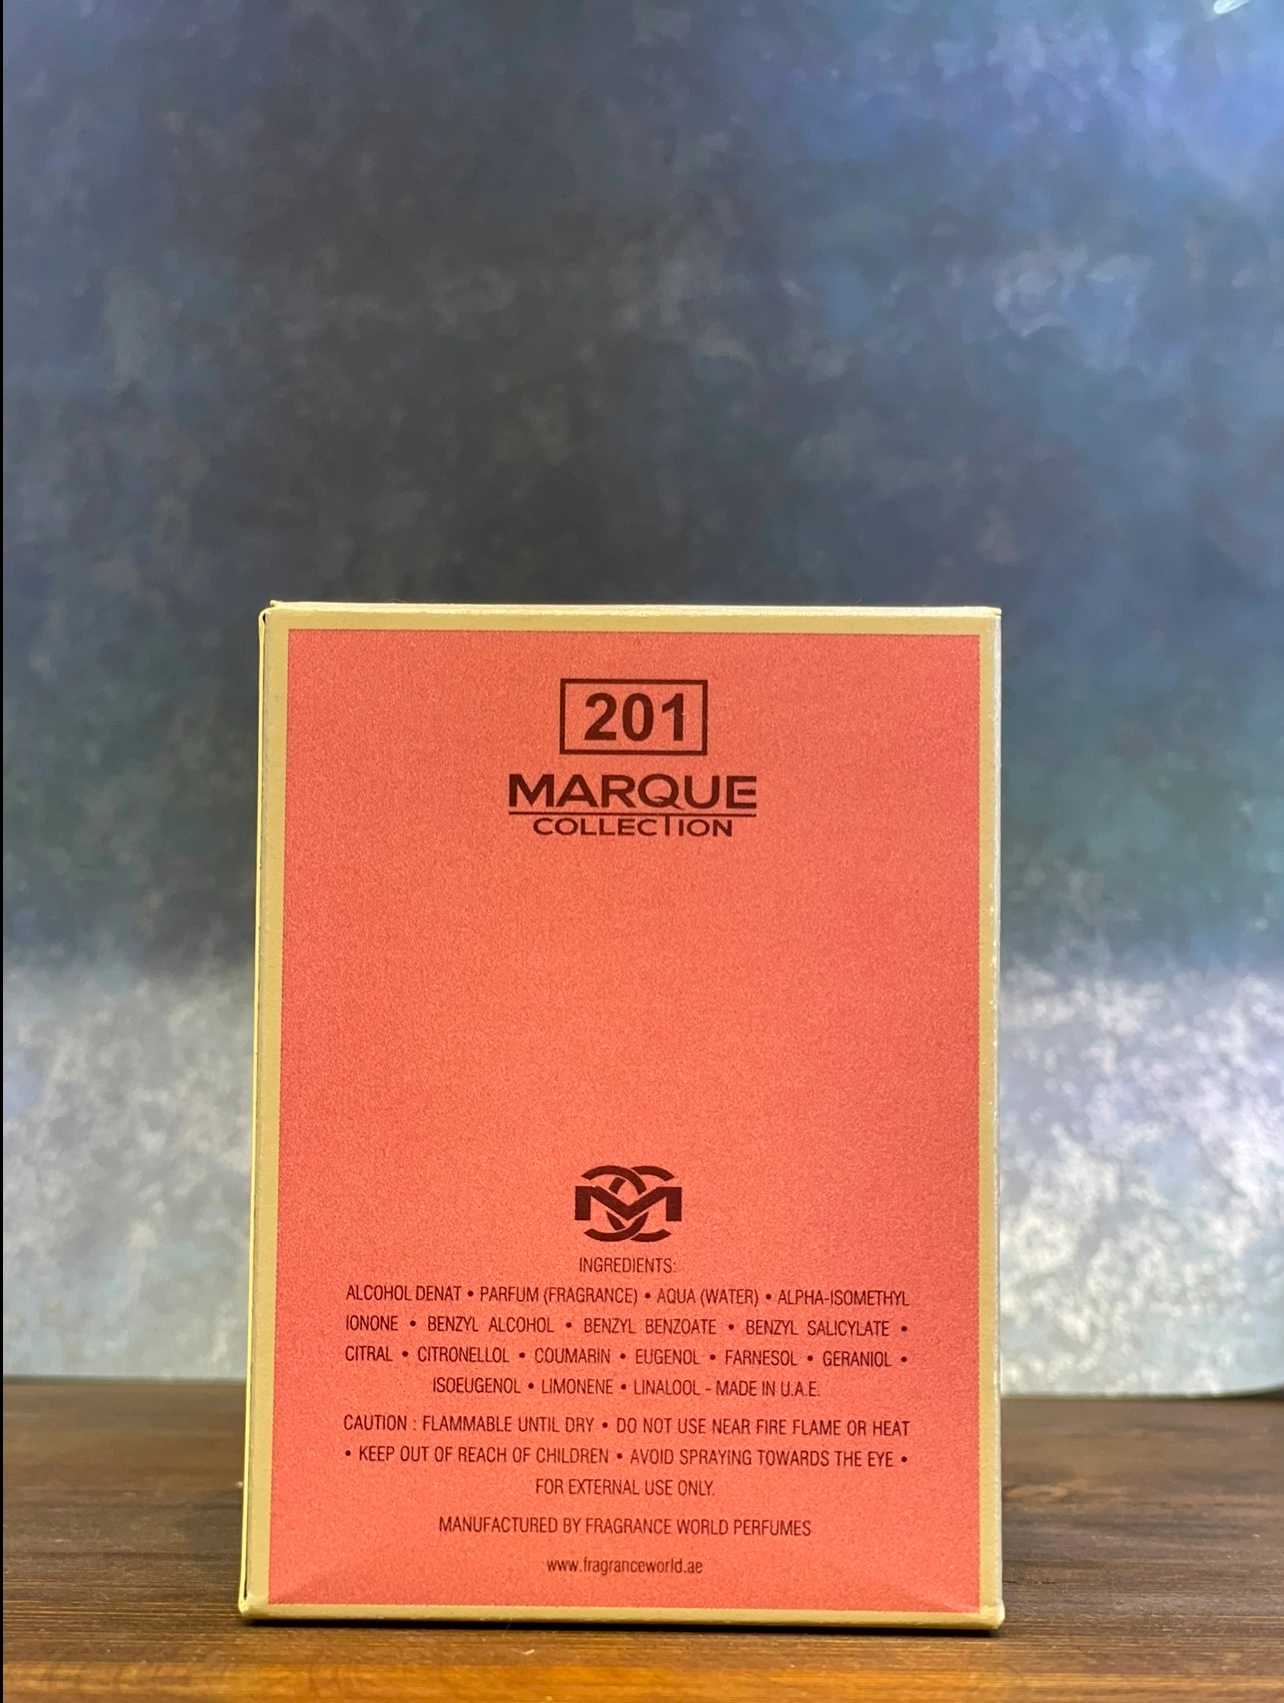 201
MARQUE
COLLECTION
INGREDIENTS:
ALCOHOL DENAT • PARFUM (FRAGRANCE) • AQUA (WATER) • ALPHA-ISOMETHYL
IONONE • BENZYL ALCOHOL • BENZYL BENZOATE • BENZYL SALICYLATE •
CITRAL • CITRONELLOL • COUMARIN • EUGENOL • FARNESOL • GERANIOL •
ISOEUGENOL • LIMONENE • LINALOOL - MADE IN U.A.E.
CAUTION : FLAMMABLE UNTIL DRY • DO NOT USE NEAR FIRE FLAME OR HEAT
• KEEP OUT OF REACH OF CHILDREN • AVOID SPRAYING TOWARDS THE EYE •
FOR EXTERNAL USE ONLY.
MANUFACTURED BY FRAGRANCE WORLD PERFUMES
www.fragranceworld.ae